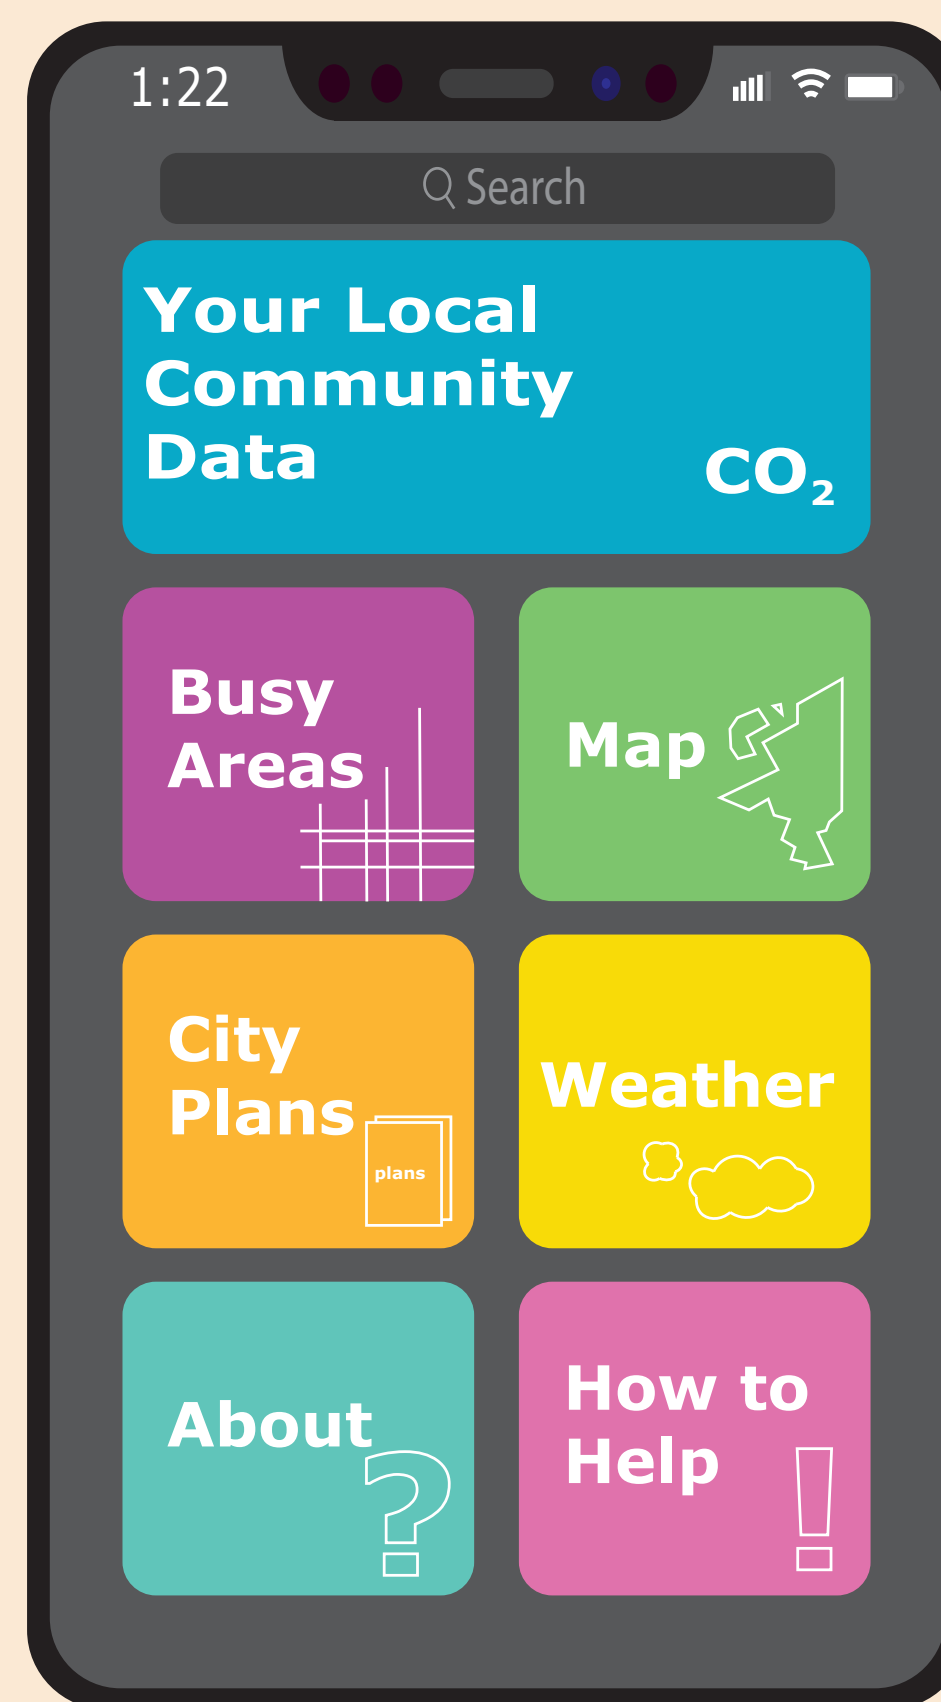 1:22
Search
Your Local
Community
Data
CO₂
Busy
Areas
Map
City
Plans
plans
Weather
About
?
How to
Help
!